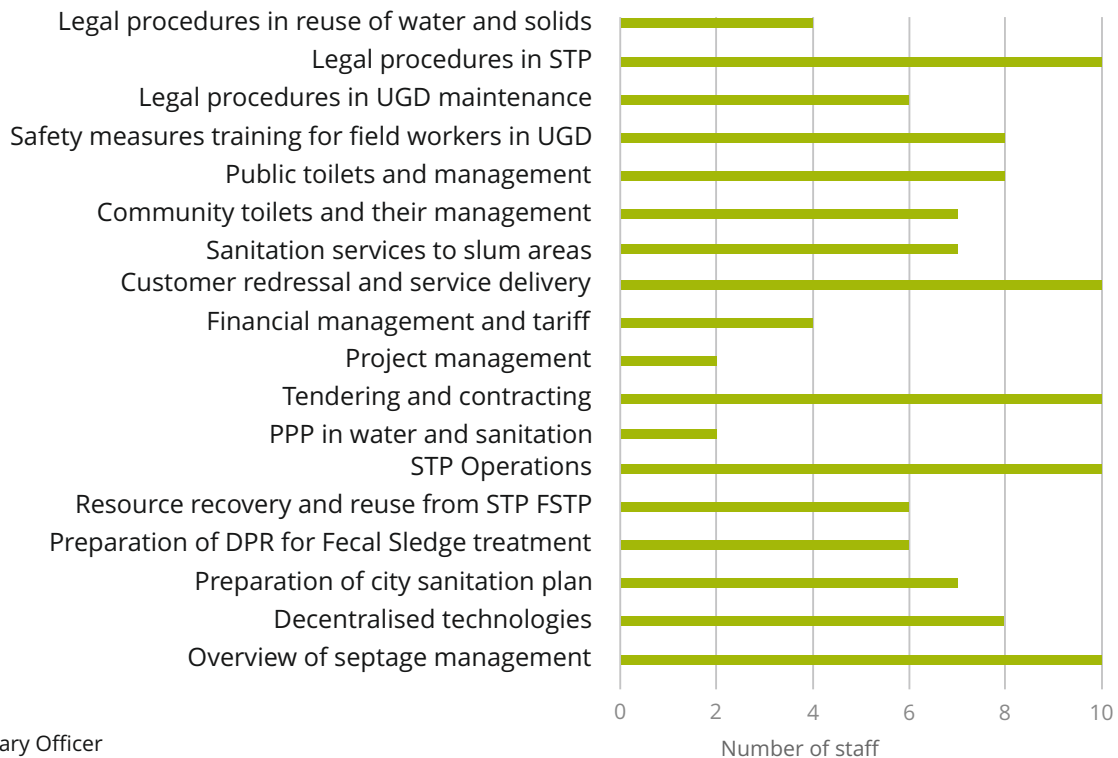 Legal procedures in reuse of water and solids
Legal procedures in STP
Legal procedures in UGD maintenance
Safety measures training for field workers in UGD
Public toilets and management
Community toilets and their management
Sanitation services to slum areas
Customer redressal and service delivery
Financial management and tariff
Project management
Tendering and contracting
PPP in water and sanitation
STP Operations
Resource recovery and reuse from STP FSTP
Preparation of DPR for Fecal Sledge treatment
Preparation of city sanitation plan
Decentralised technologies
Overview of septage management
0 2 4 6 8 10
Number of staff
ary Officer